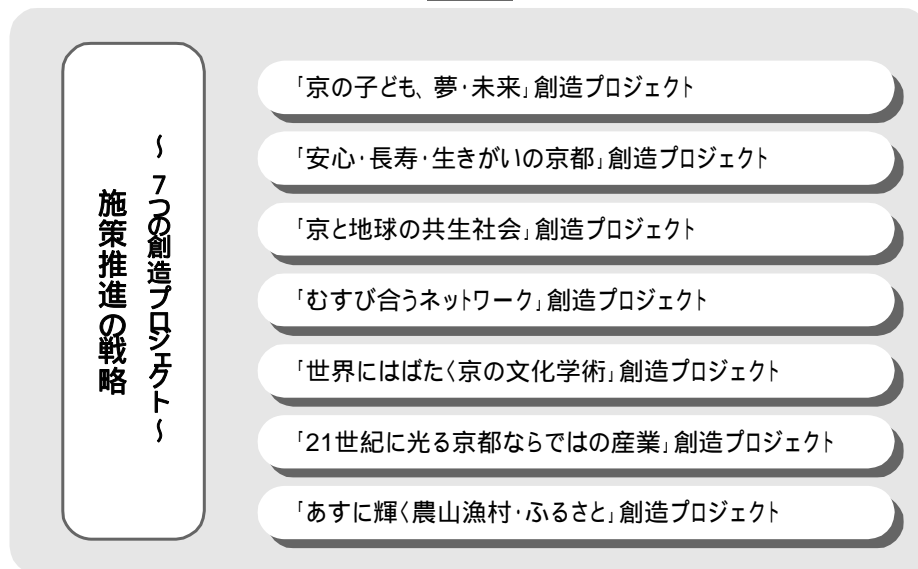 施策推進の戦略
～7つの創造プロジェクト～
「京の子ども、夢・未来」創造プロジェクト
「安心・長寿・生きがいの京都」創造プロジェクト
「京と地球の共生社会」創造プロジェクト
「むすび合うネットワーク」創造プロジェクト
「世界にはばたく京の文化学術」創造プロジェクト
「21世紀に光る京都ならではの産業」創造プロジェクト
「あすに輝く農山漁村・ふるさと」創造プロジェクト